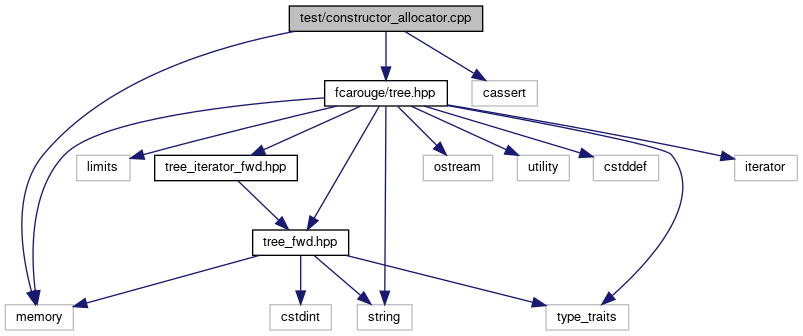 test/constructor_allocator.cpp
fcarouge/tree.hpp
cassert
limits
tree_iterator_fwd.hpp
ostream
utility
cstddef
iterator
tree_fwd.hpp
memory
cstdint
string
type_traits